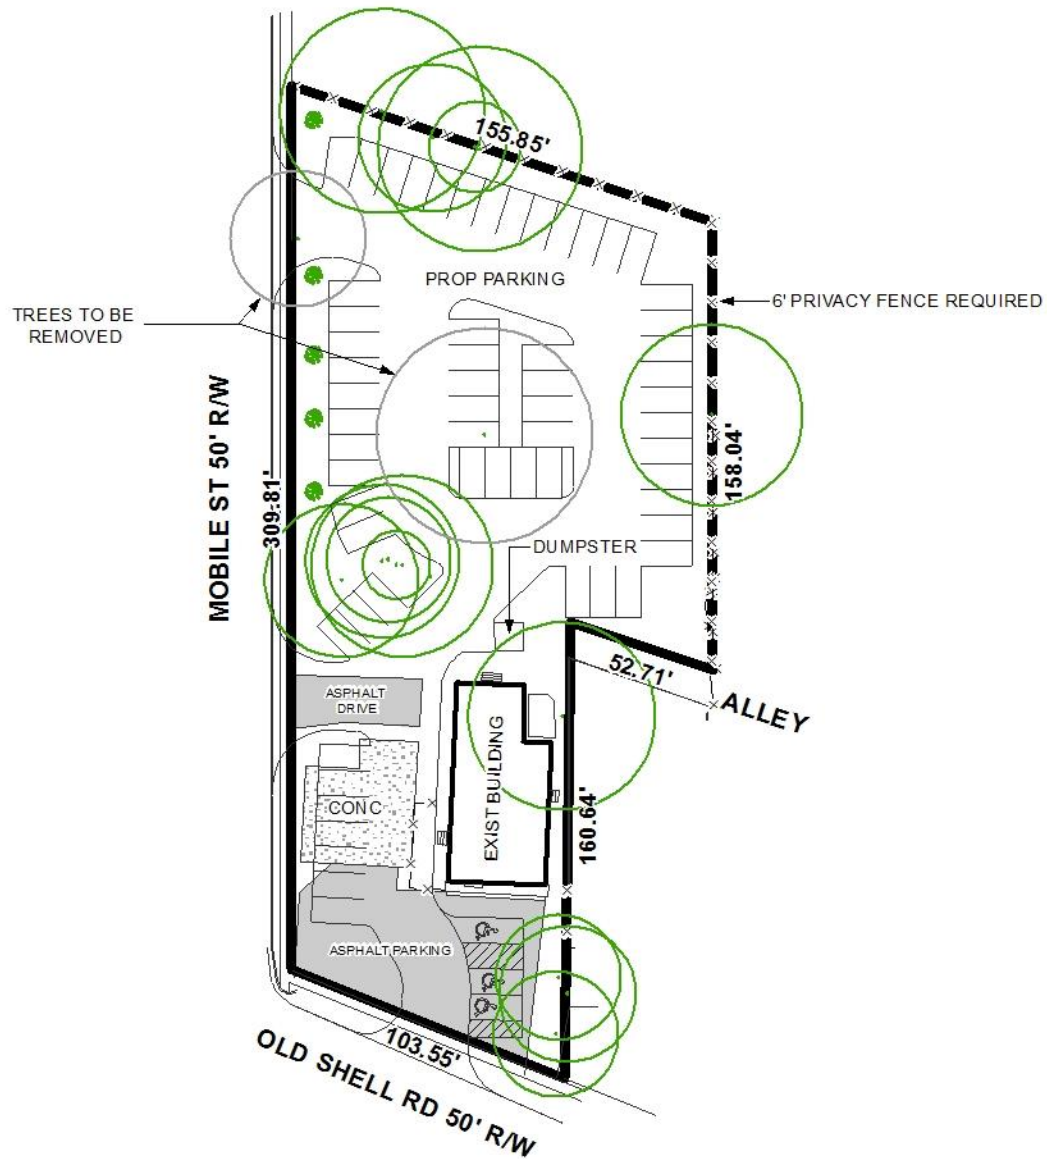 155.85'
PROP PARKING
6' PRIVACY FENCE REQUIRED
TREES TO BE
REMOVED
MOBILE ST 50' R/W
309.81'
158.04'
DUMPSTER
52.71'
ALLEY
ASPHALT
DRIVE
EXIST BUILDING
CONC
160.64'
ASPHALT PARKING
103.55'
OLD SHELL RD 50' R/W